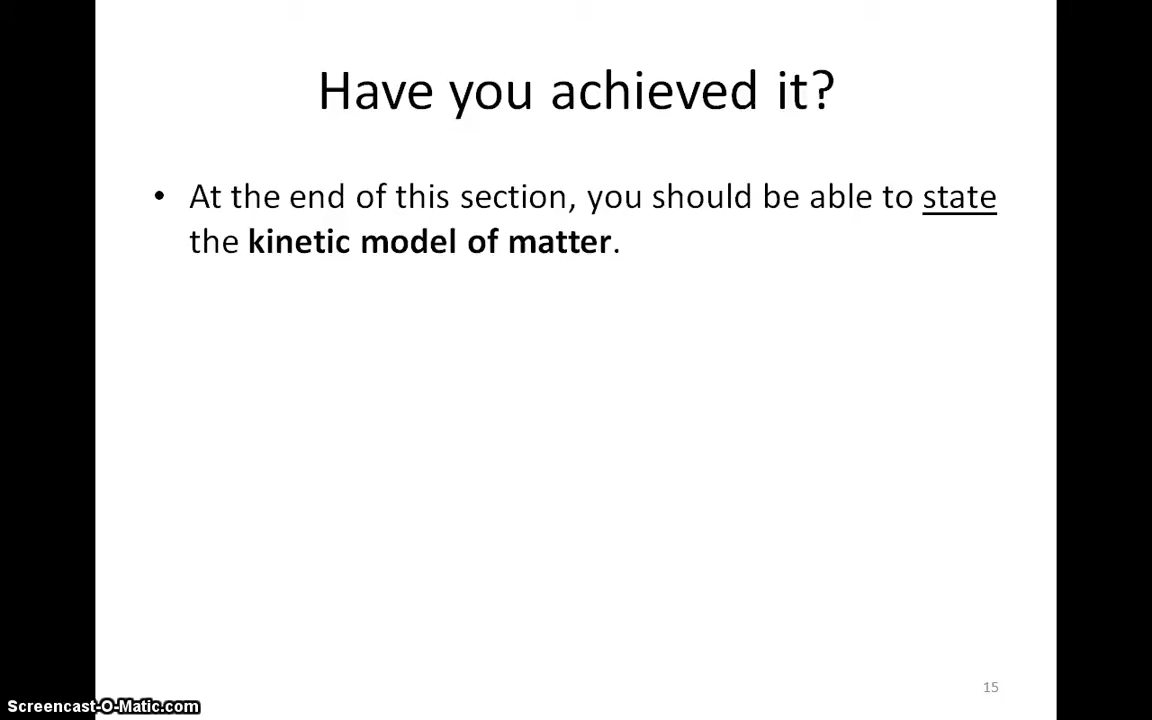 Have you achieved it?
• At the end of this section, you should be able to state
the kinetic model of matter.
15
Screencast-O-Matic.com